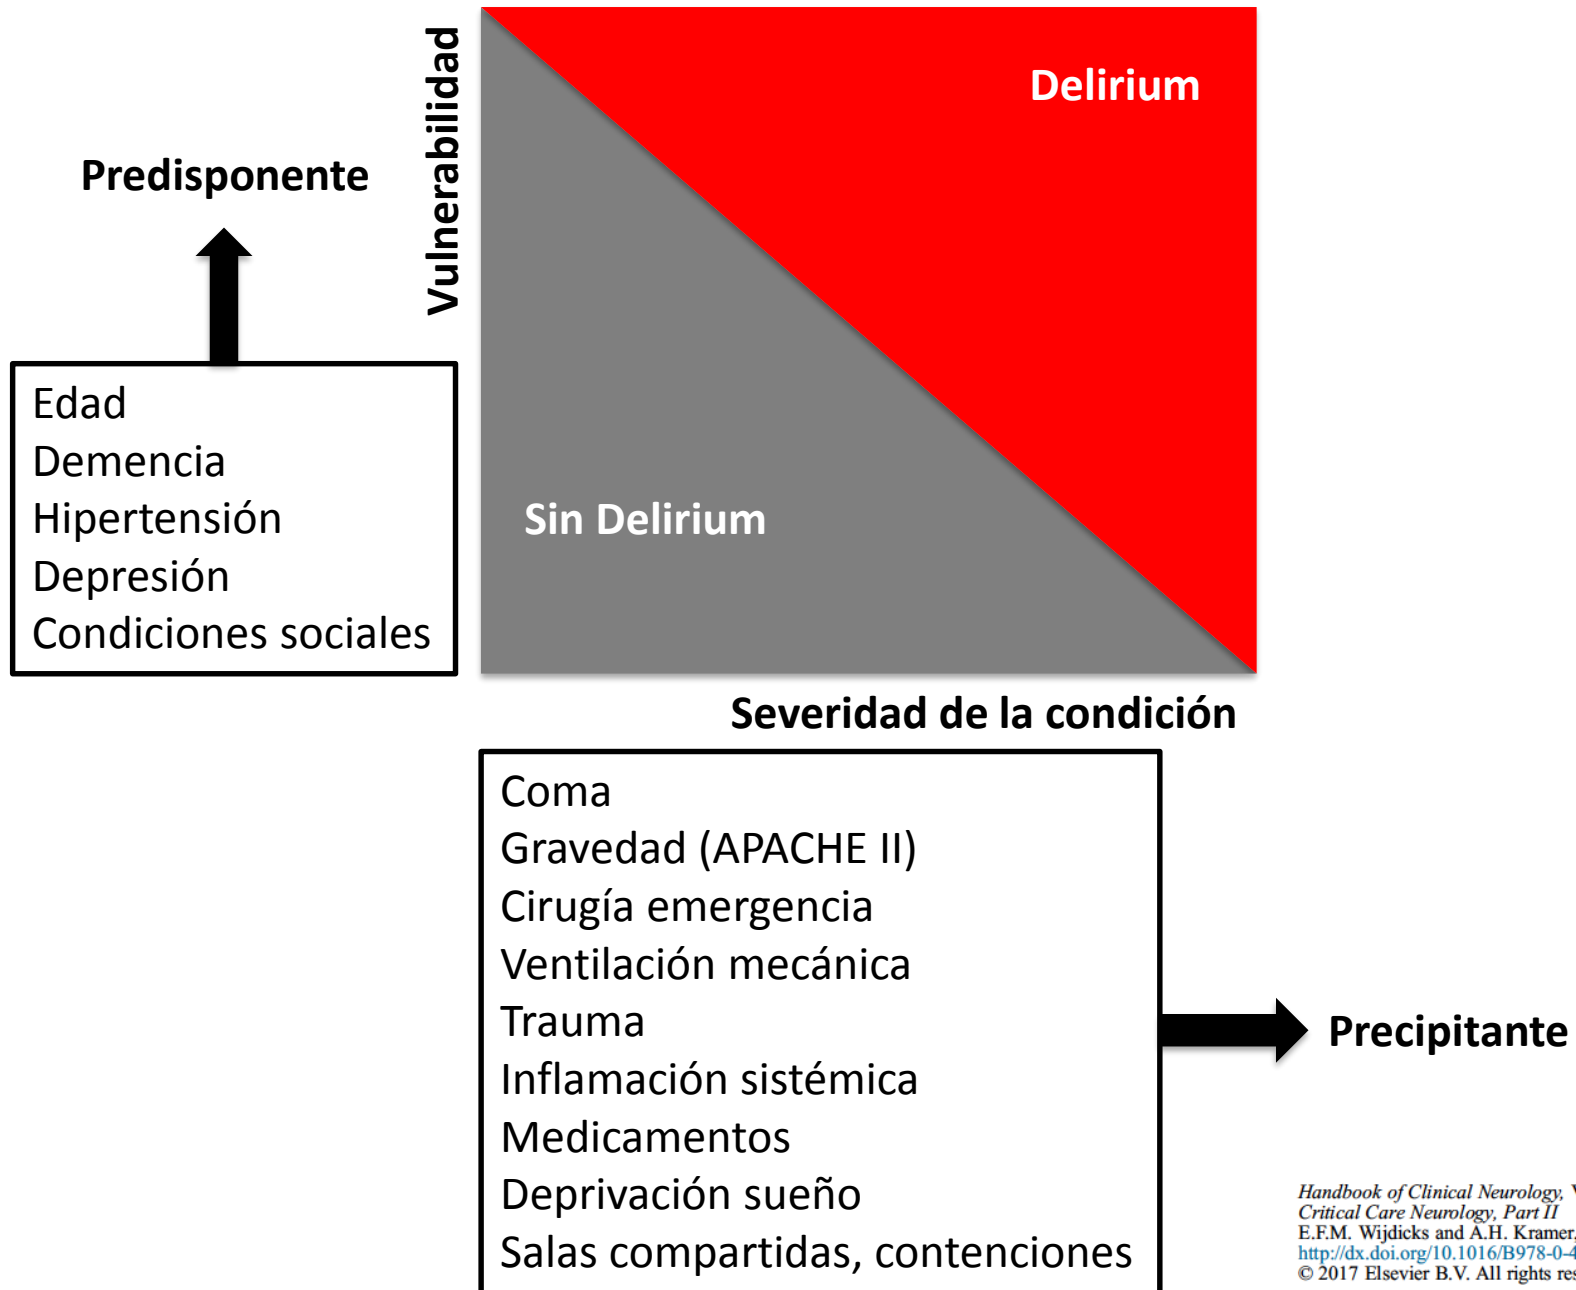 Vulnerabilidad
Delirium
Predisponente
Edad
Demencia
Hipertensión
Depresión
Condiciones sociales
Sin Delirium
Severidad de la condición
Coma
Gravedad (APACHE II)
Cirugía emergencia
Ventilación mecánica
Trauma
Inflamación sistémica
Medicamentos
Deprivación sueño
Salas compartidas, contenciones
Precipitante
Handbook of Clinical Neurology,
Critical Care Neurology, Part II
E.F.M. Wijdicks and A.H. Kramer,
http://dx.doi.org/10.1016/B978-0-4
© 2017 Elsevier B.V. All rights res